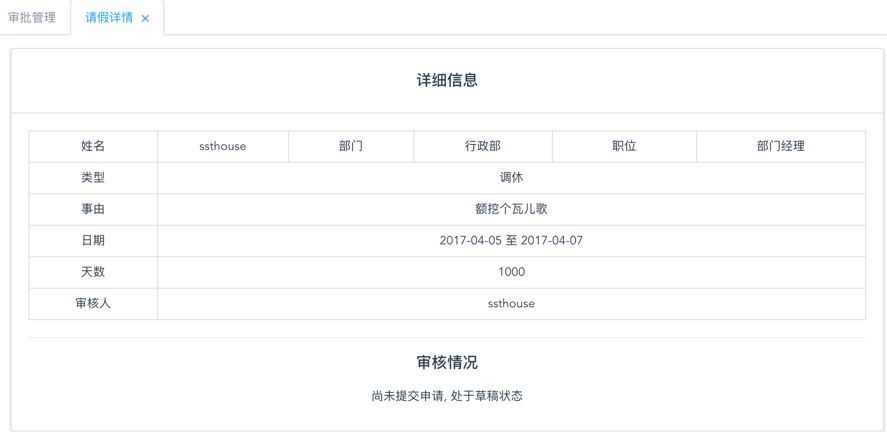 审批管理 请假详情 ×
详细信息
姓名 ssthouse 部门 行政部 职位 部门经理
类型 调休
事由 额挖个瓦儿歌
日期 2017-04-05 至 2017-04-07
天数 1000
审核人 ssthouse
审核情况
尚未提交申请, 处于草稿状态